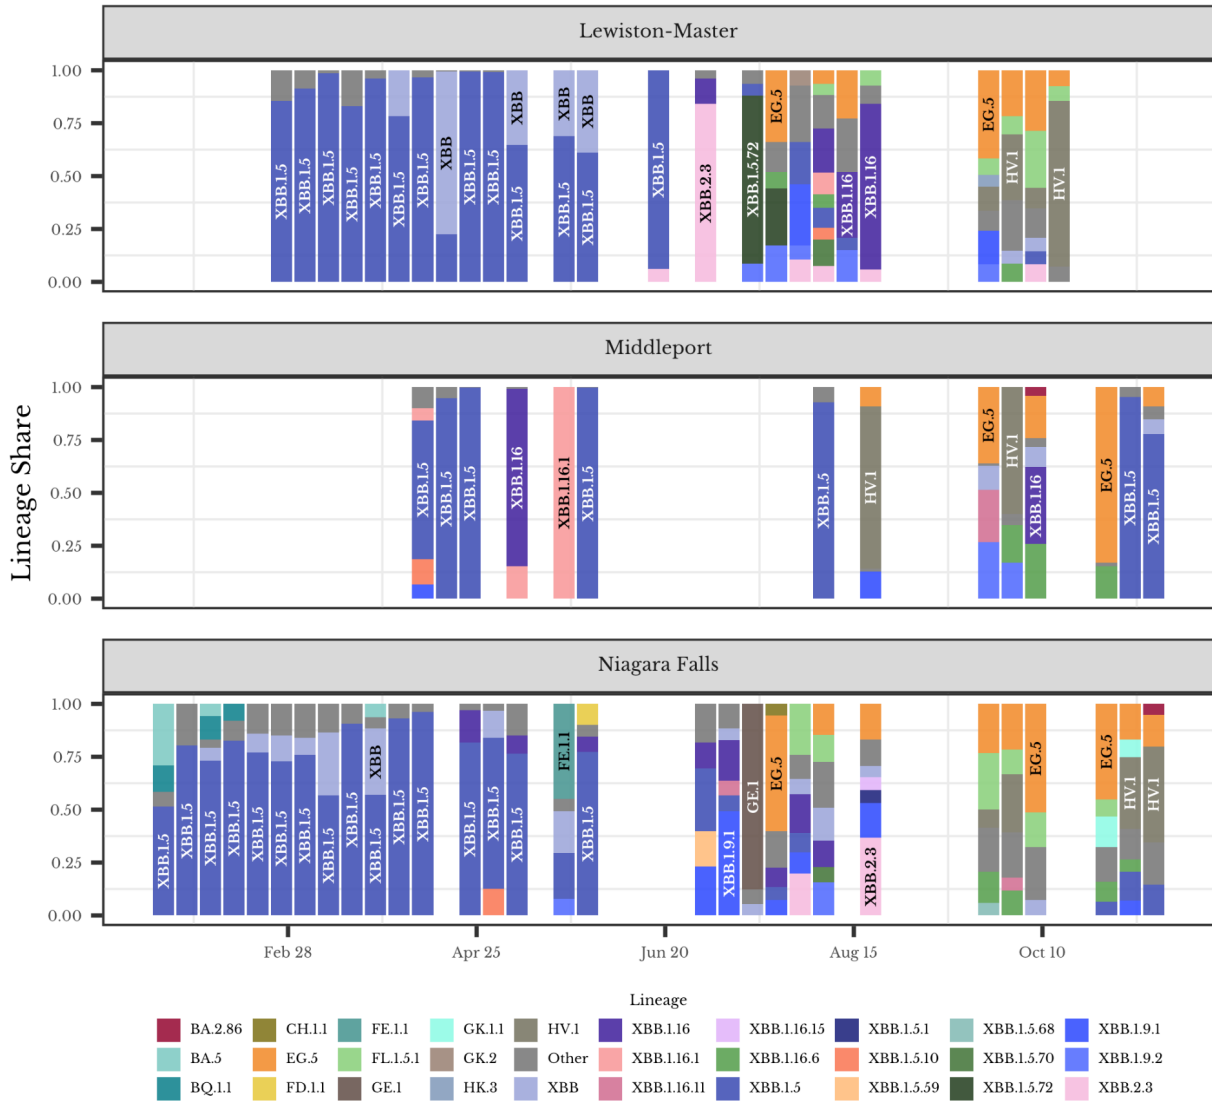 Lewiston-Master
1.00
0.75
0.50
0.25
0.00
XBB.1.5
XBB.1.5
XBB.1.5
XBB.1.5
XBB.1.5
XBB.1.5
XBB.1.5
XBB
XBB.1.5
XBB.1.5
XBB
XBB.1.5
XBB
XBB.1.5
XBB
XBB.1.5
XBB.1.5
XBB.2.3
XBB.1.5.72
EG.5
XBB.1.16
XBB.1.16
EG.5
HV.1
HV.1
Middleport
1.00
0.75
0.50
0.25
0.00
XBB.1.5
XBB.1.5
XBB.1.5
XBB.1.16
XBB.1.16.1
XBB.1.5
XBB.1.5
HV.1
EG.5
HV.1
XBB.1.16
EG.5
XBB.1.5
XBB.1.5
Lineage Share
Niagara Falls
1.00
0.75
0.50
0.25
0.00
XBB.1.5
XBB.1.5
XBB.1.5
XBB.1.5
XBB.1.5
XBB.1.5
XBB.1.5
XBB.1.5
XBB.1.5
XBB
XBB.1.5
XBB.1.5
XBB.1.5
XBB.1.5
XBB.1.5
XBB.1.5
FE.1.1
XBB.1.5
XBB.1.9.1
GE.1
EG.5
XBB.2.3
EG.5
EG.5
HV.1
HV.1
Feb 28 Apr 25 Jun 20 Aug 15 Oct 10
Lineage
BA.2.86 CH.1.1 FE.1.1 GK.1.1 HV.1 XBB.1.16 XBB.1.16.15 XBB.1.5.1 XBB.1.5.68 XBB.1.9.1
BA.5 EG.5 FL.1.5.1 GK.2 Other XBB.1.16.1 XBB.1.16.6 XBB.1.5.10 XBB.1.5.70 XBB.1.9.2
BQ.1.1 FD.1.1 GE.1 HK.3 XBB XBB.1.16.11 XBB.1.5 XBB.1.5.59 XBB.1.5.72 XBB.2.3